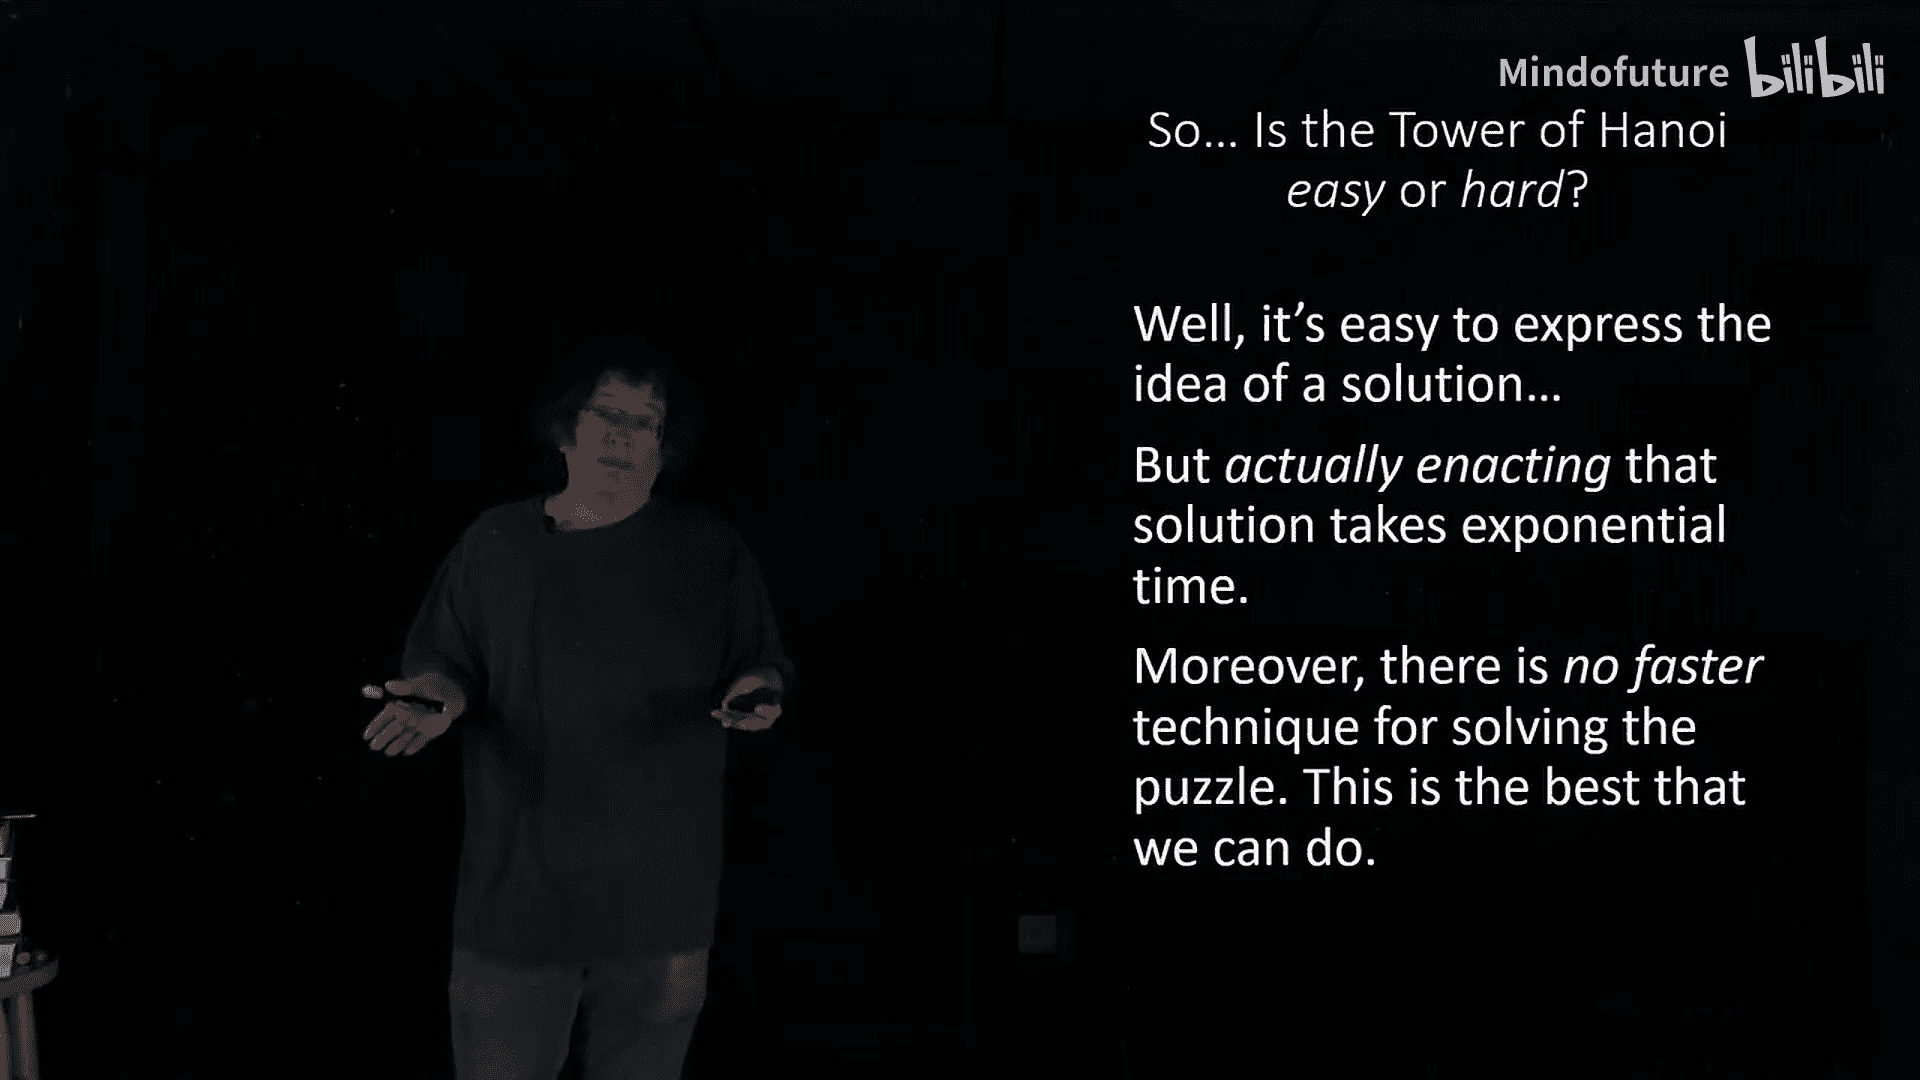 Mindofuture bilibili
So... Is the Tower of Hanoi
easy or hard?
Well, it's easy to express the
idea of a solution...
But actually enacting that
solution takes exponential
time.
Moreover, there is no faster
technique for solving the
puzzle. This is the best that
we can do.